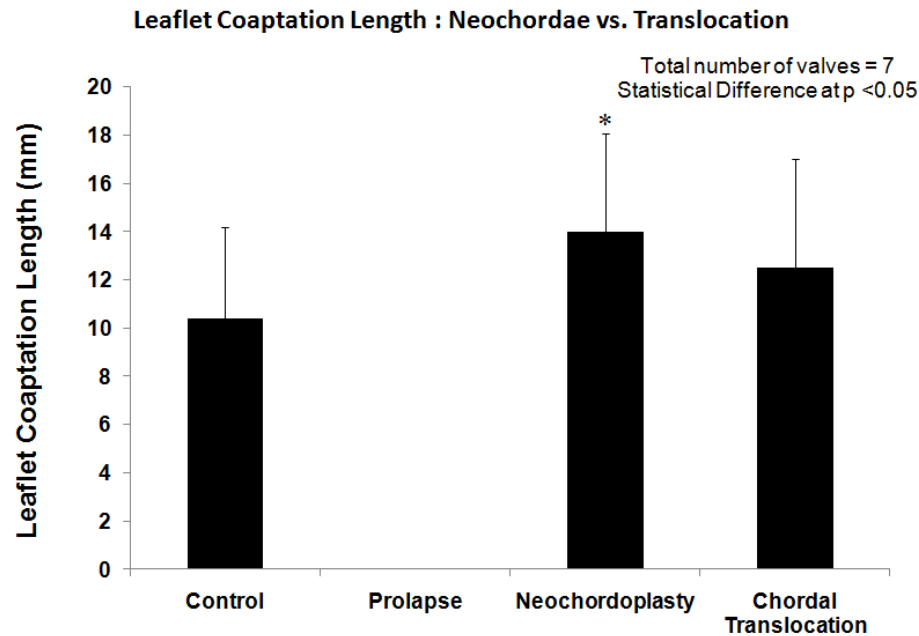 Leaflet Coaptation Length : Neochordae vs. Translocation
Total number of valves = 7
Statistical Difference at p <0.05
Leaflet Coaptation Length (mm)
20
18
16
14
12
10
8
6
4
2
0
*
Control
Prolapse
Neochordoplasty
Chordal
Translocation